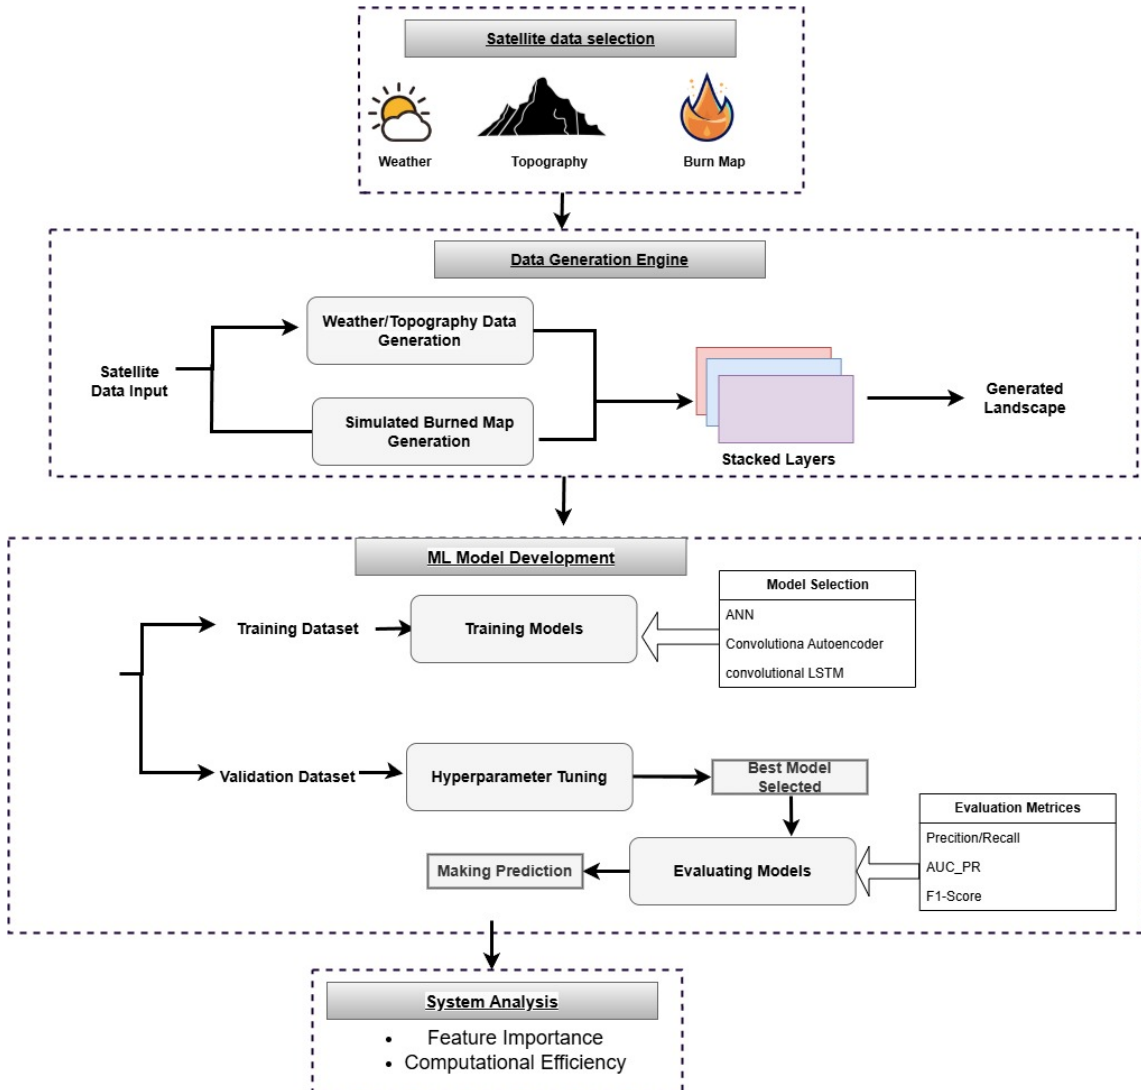 Satellite data selection
Weather
Topography
Burn Map
Data Generation Engine
Weather/Topography Data
Generation
Satellite
Data Input
Simulated Burned Map
Generation
Stacked Layers
Generated
Landscape
ML Model Development
Training Dataset
Training Models
Model Selection
ANN
Convolutiona Autoencoder
convolutional LSTM
Validation Dataset
Hyperparameter Tuning
Best Model
Selected
Evaluation Metrices
Precition/Recall
AUC_PR
F1-Score
Evaluating Models
Making Prediction
System Analysis
• Feature Importance
• Computational Efficiency